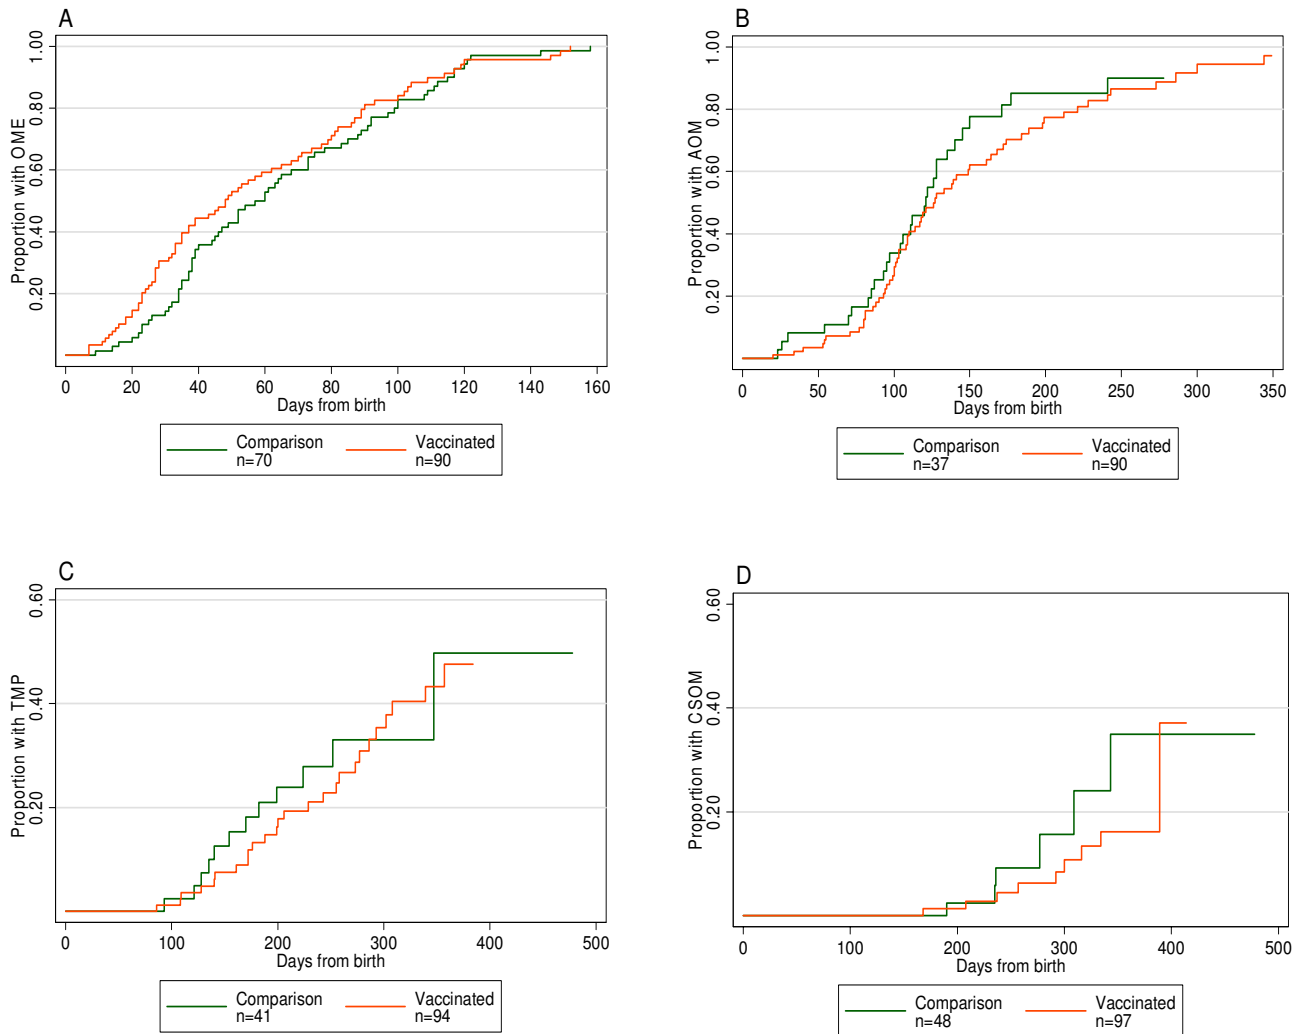 A
Proportion with OME
1.00
0.80
0.60
0.40
0.20
0 20 40 60 80 100 120 140 160
Days from birth
Comparison Vaccinated
n=70 n=90
B
Proportion with AOM
1.00
0.80
0.60
0.40
0.20
0 50 100 150 200 250 300 350
Days from birth
Comparison Vaccinated
n=37 n=90
C
Proportion with TMP
0.60
0.40
0.20
0 100 200 300 400 500
Days from birth
Comparison Vaccinated
n=41 n=94
D
Proportion with CSOM
0.60
0.40
0.20
0 100 200 300 400 500
Days from birth
Comparison Vaccinated
n=48 n=97